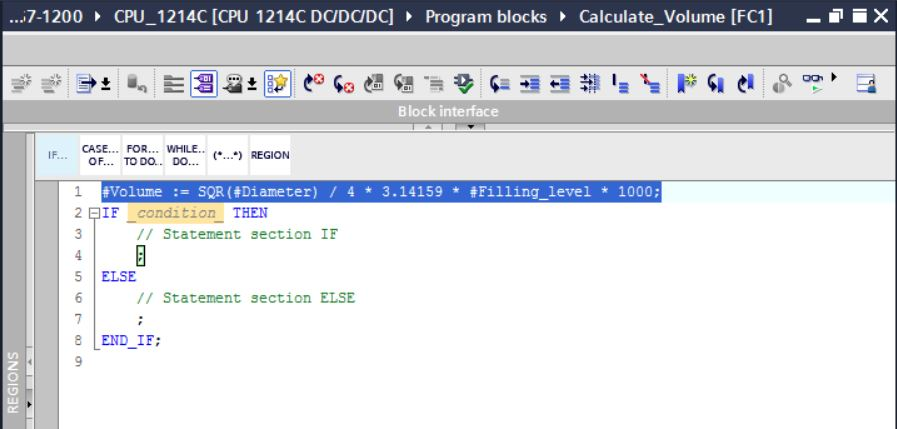 ...7-1200 ▸ CPU_1214C [CPU 1214C DC/DC/DC] ▸ Program blocks ▸ Calculate_Volume [FC1]
Block interface
IF... CASE... OF... FOR... TO DO.. WHILE.. DO... (*...*) REGION
1 #Volume := SQR(#Diameter) / 4 * 3.14159 * #Filling_level * 1000;
2 IF _condition_ THEN
3 // Statement section IF
4 ;
5 ELSE
6 // Statement section ELSE
7 ;
8 END_IF;
9
REGIONS